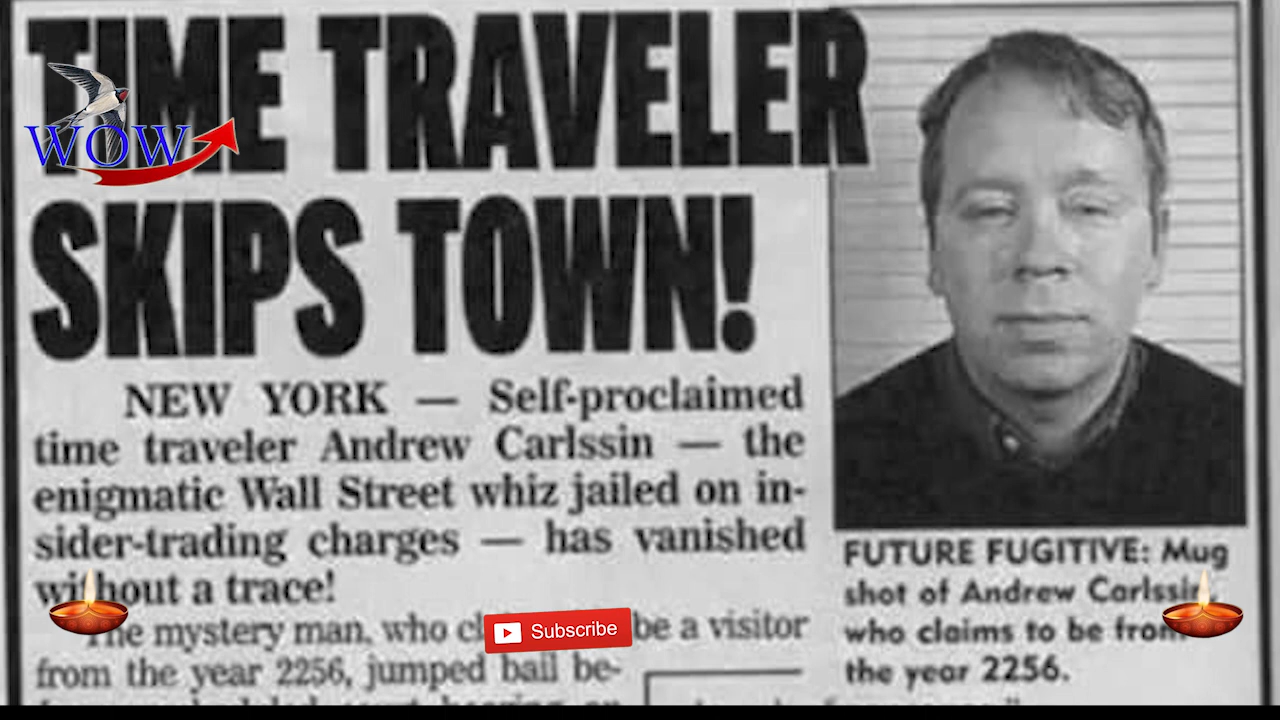 TIME TRAVELER
WOW
SKIPS TOWN!
NEW YORK — Self-proclaimed
time traveler Andrew Carlssin — the
enigmatic Wall Street whiz jailed on in-
sider-trading charges — has vanished
without a trace!
The mystery man, who be a visitor
from the year 2256, jumped bail be-
Subscribe
FUTURE FUGITIVE: Mug
shot of Andrew Carlssin,
who claims to be from
the year 2256.